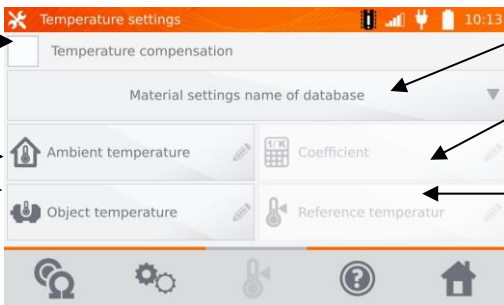 Temperature settings 10:13
Temperature compensation
Material settings name of database
Ambient temperature
1/K Coefficient
Object temperature
Reference temperatur